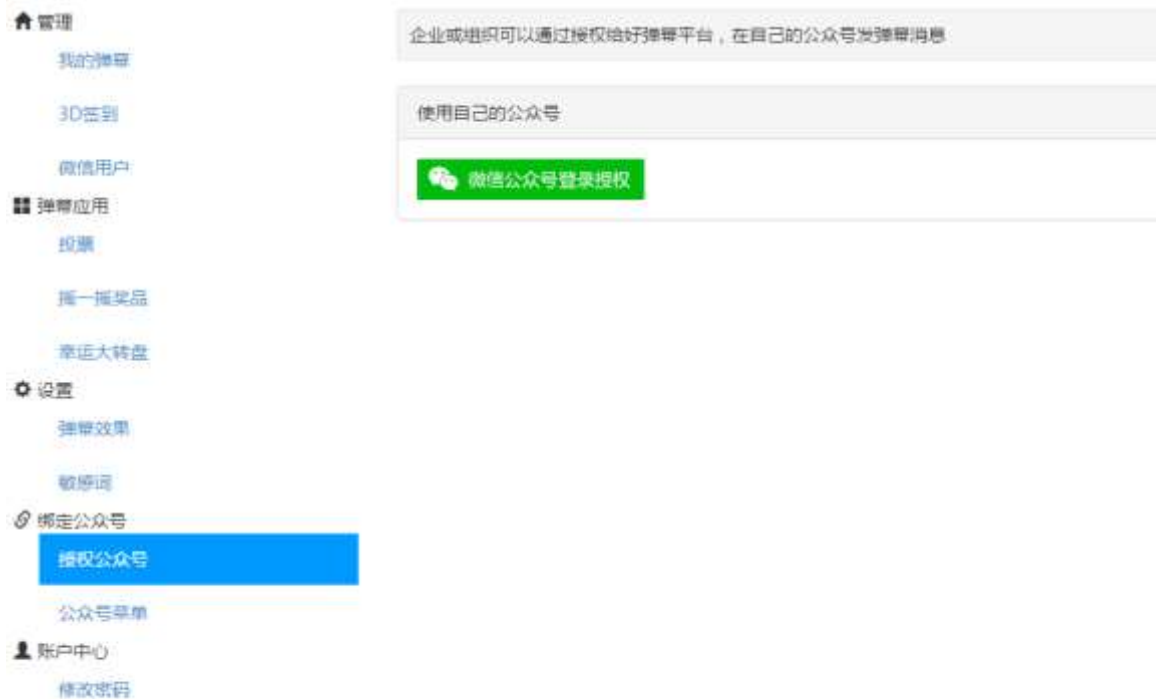 管理
我的弹幕
3D签到
微信用户
弹幕应用
投票
摇一摇奖品
幸运大转盘
设置
弹幕效果
敏感词
绑定公众号
授权公众号
公众号菜单
账户中心
修改密码
企业或组织可以通过授权给好弹幕平台，在自己的公众号发弹幕消息
使用自己的公众号
微信公众号登录授权